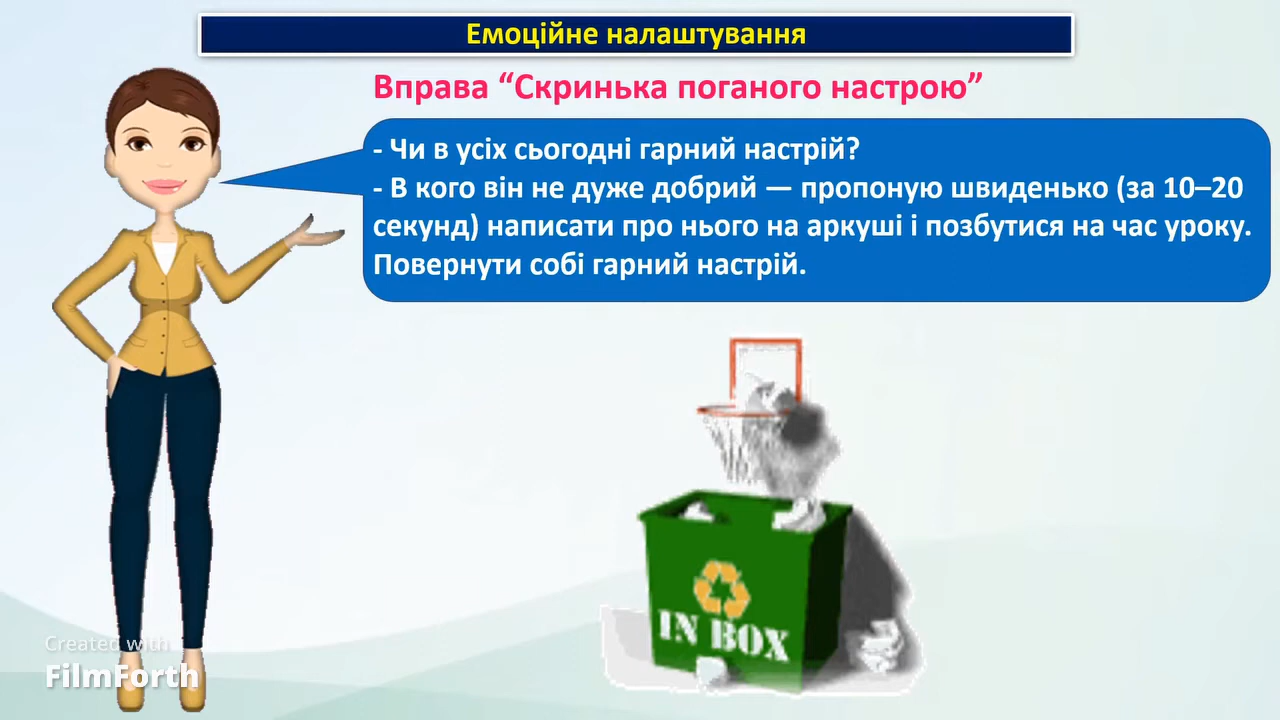 Емоційне налаштування
Вправа “Скринька поганого настрою”
- Чи в усіх сьогодні гарний настрій?
- В кого він не дуже добрий — пропоную швиденько (за 10–20
секунд) написати про нього на аркуші і позбутися на час уроку.
Повернути собі гарний настрій.
IN BOX
Created with
FilmForth